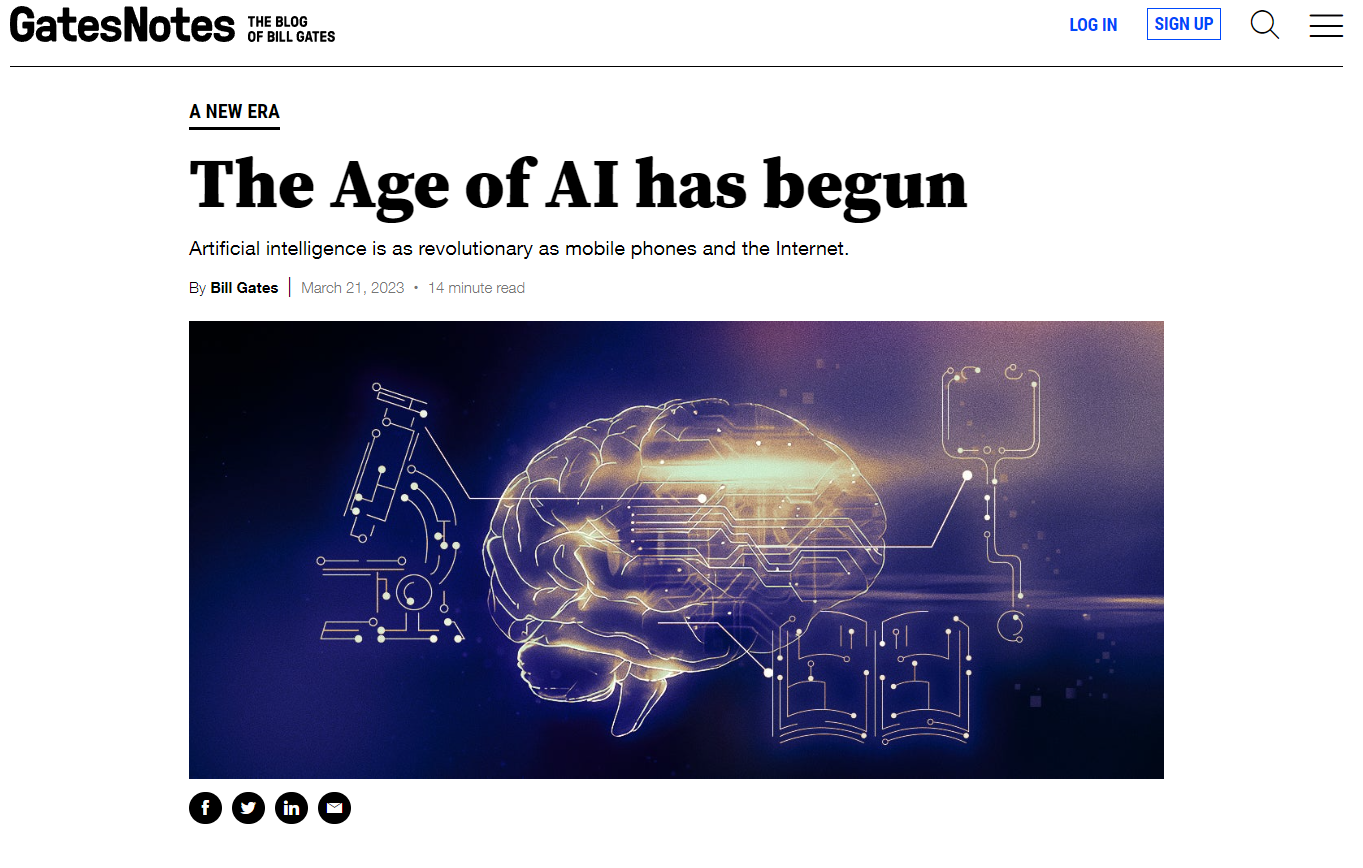 GatesNotes
THE BLOG
OF BILL GATES
LOG IN
SIGN UP
A NEW ERA
The Age of AI has begun
Artificial intelligence is as revolutionary as mobile phones and the Internet.
By Bill Gates | March 21, 2023 • 14 minute read